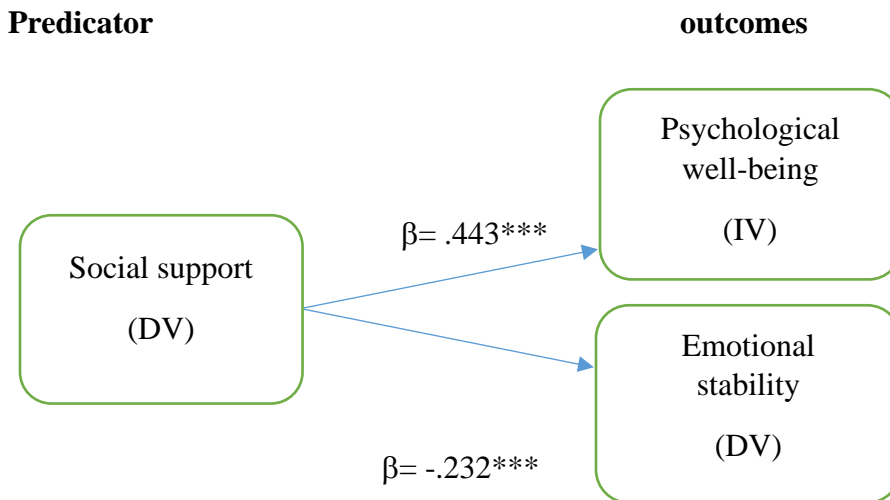 Predicator
outcomes
Psychological
well-being
(IV)
β= .443***
Social support
(DV)
Emotional
stability
(DV)
β= -.232***